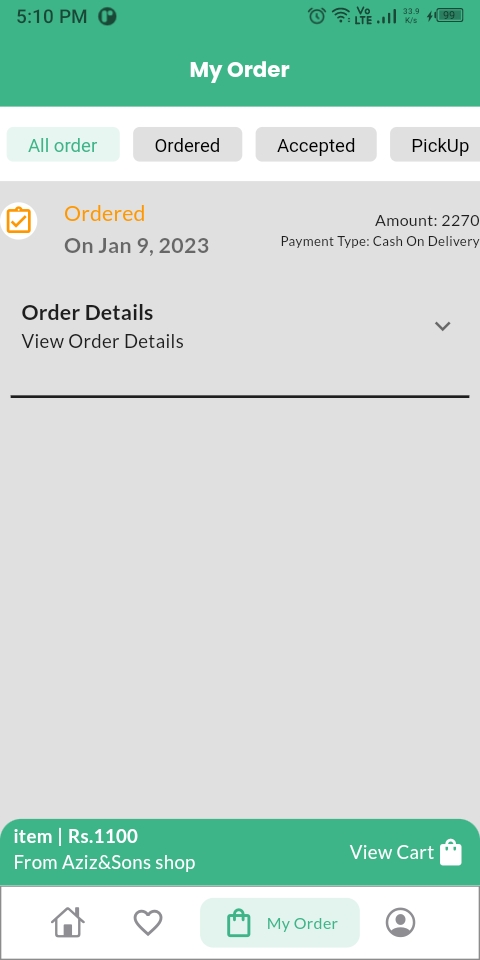 5:10 PM Vo LTE 33.9 K/s 99
My Order
All order Ordered Accepted PickUp
Ordered
On Jan 9, 2023
Amount: 2270
Payment Type: Cash On Delivery
Order Details
View Order Details
item | Rs.1100
From Aziz&Sons shop
View Cart
My Order